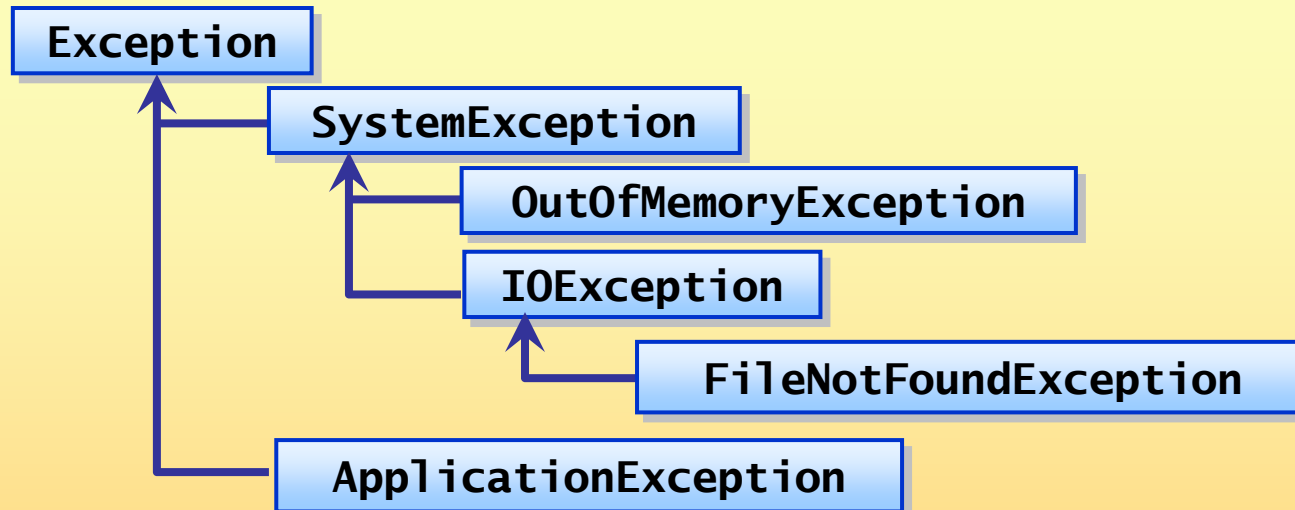 Exception
SystemException
OutOfMemoryException
IOException
FileNotFoundException
ApplicationException